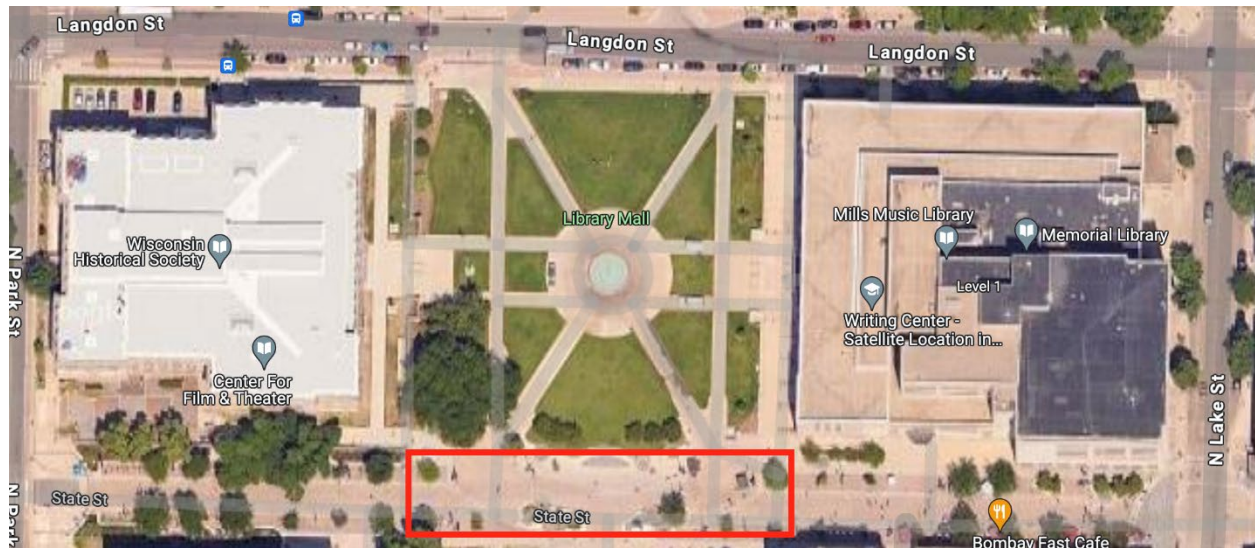 Langdon St
Langdon St
Langdon St
Library Mall
Mills Music Library
Memorial Library
Wisconsin
Historical Society
N Park St
Level 1
Writing Center -
Satellite Location in...
Center For
Film & Theater
N Lake St
N Park
State St
State St
Bombay Fast Cafe